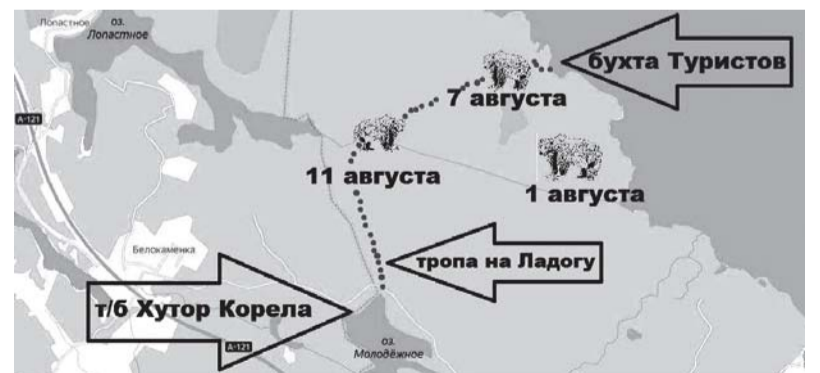 Лопастное
оз.
Лопастное
бухта Туристов
7 августа
А-121
11 августа
1 августа
Белокаменка
тропа на Ладогу
т/б Хутор Корела
А-121
оз.
Молодёжное